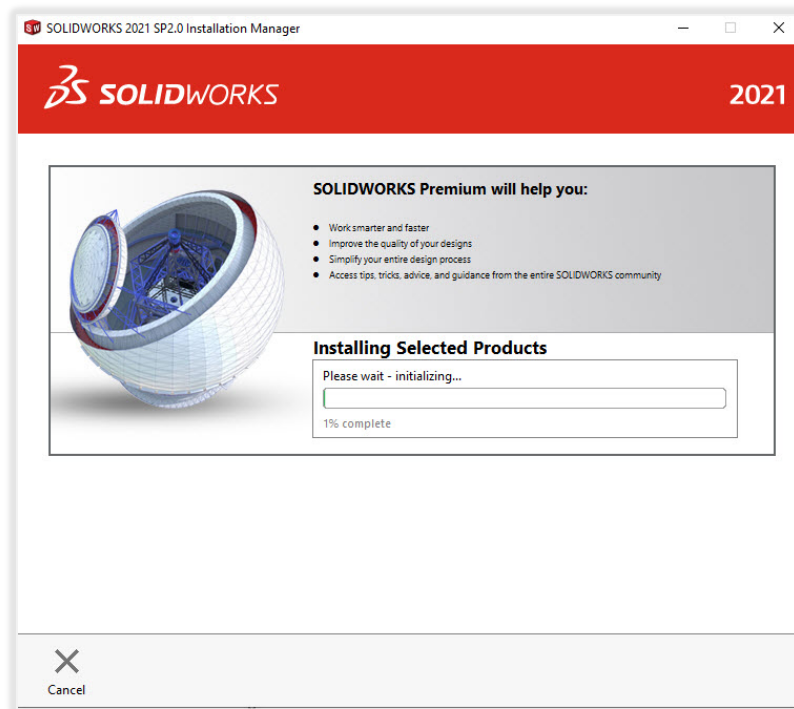 SOLIDWORKS 2021 SP2.0 Installation Manager
SOLIDWORKS 2021
SOLIDWORKS Premium will help you:
Work smarter and faster
Improve the quality of your designs
Simplify your entire design process
Access tips, tricks, advice, and guidance from the entire SOLIDWORKS community
Installing Selected Products
Please wait - initializing...
1% complete
Cancel